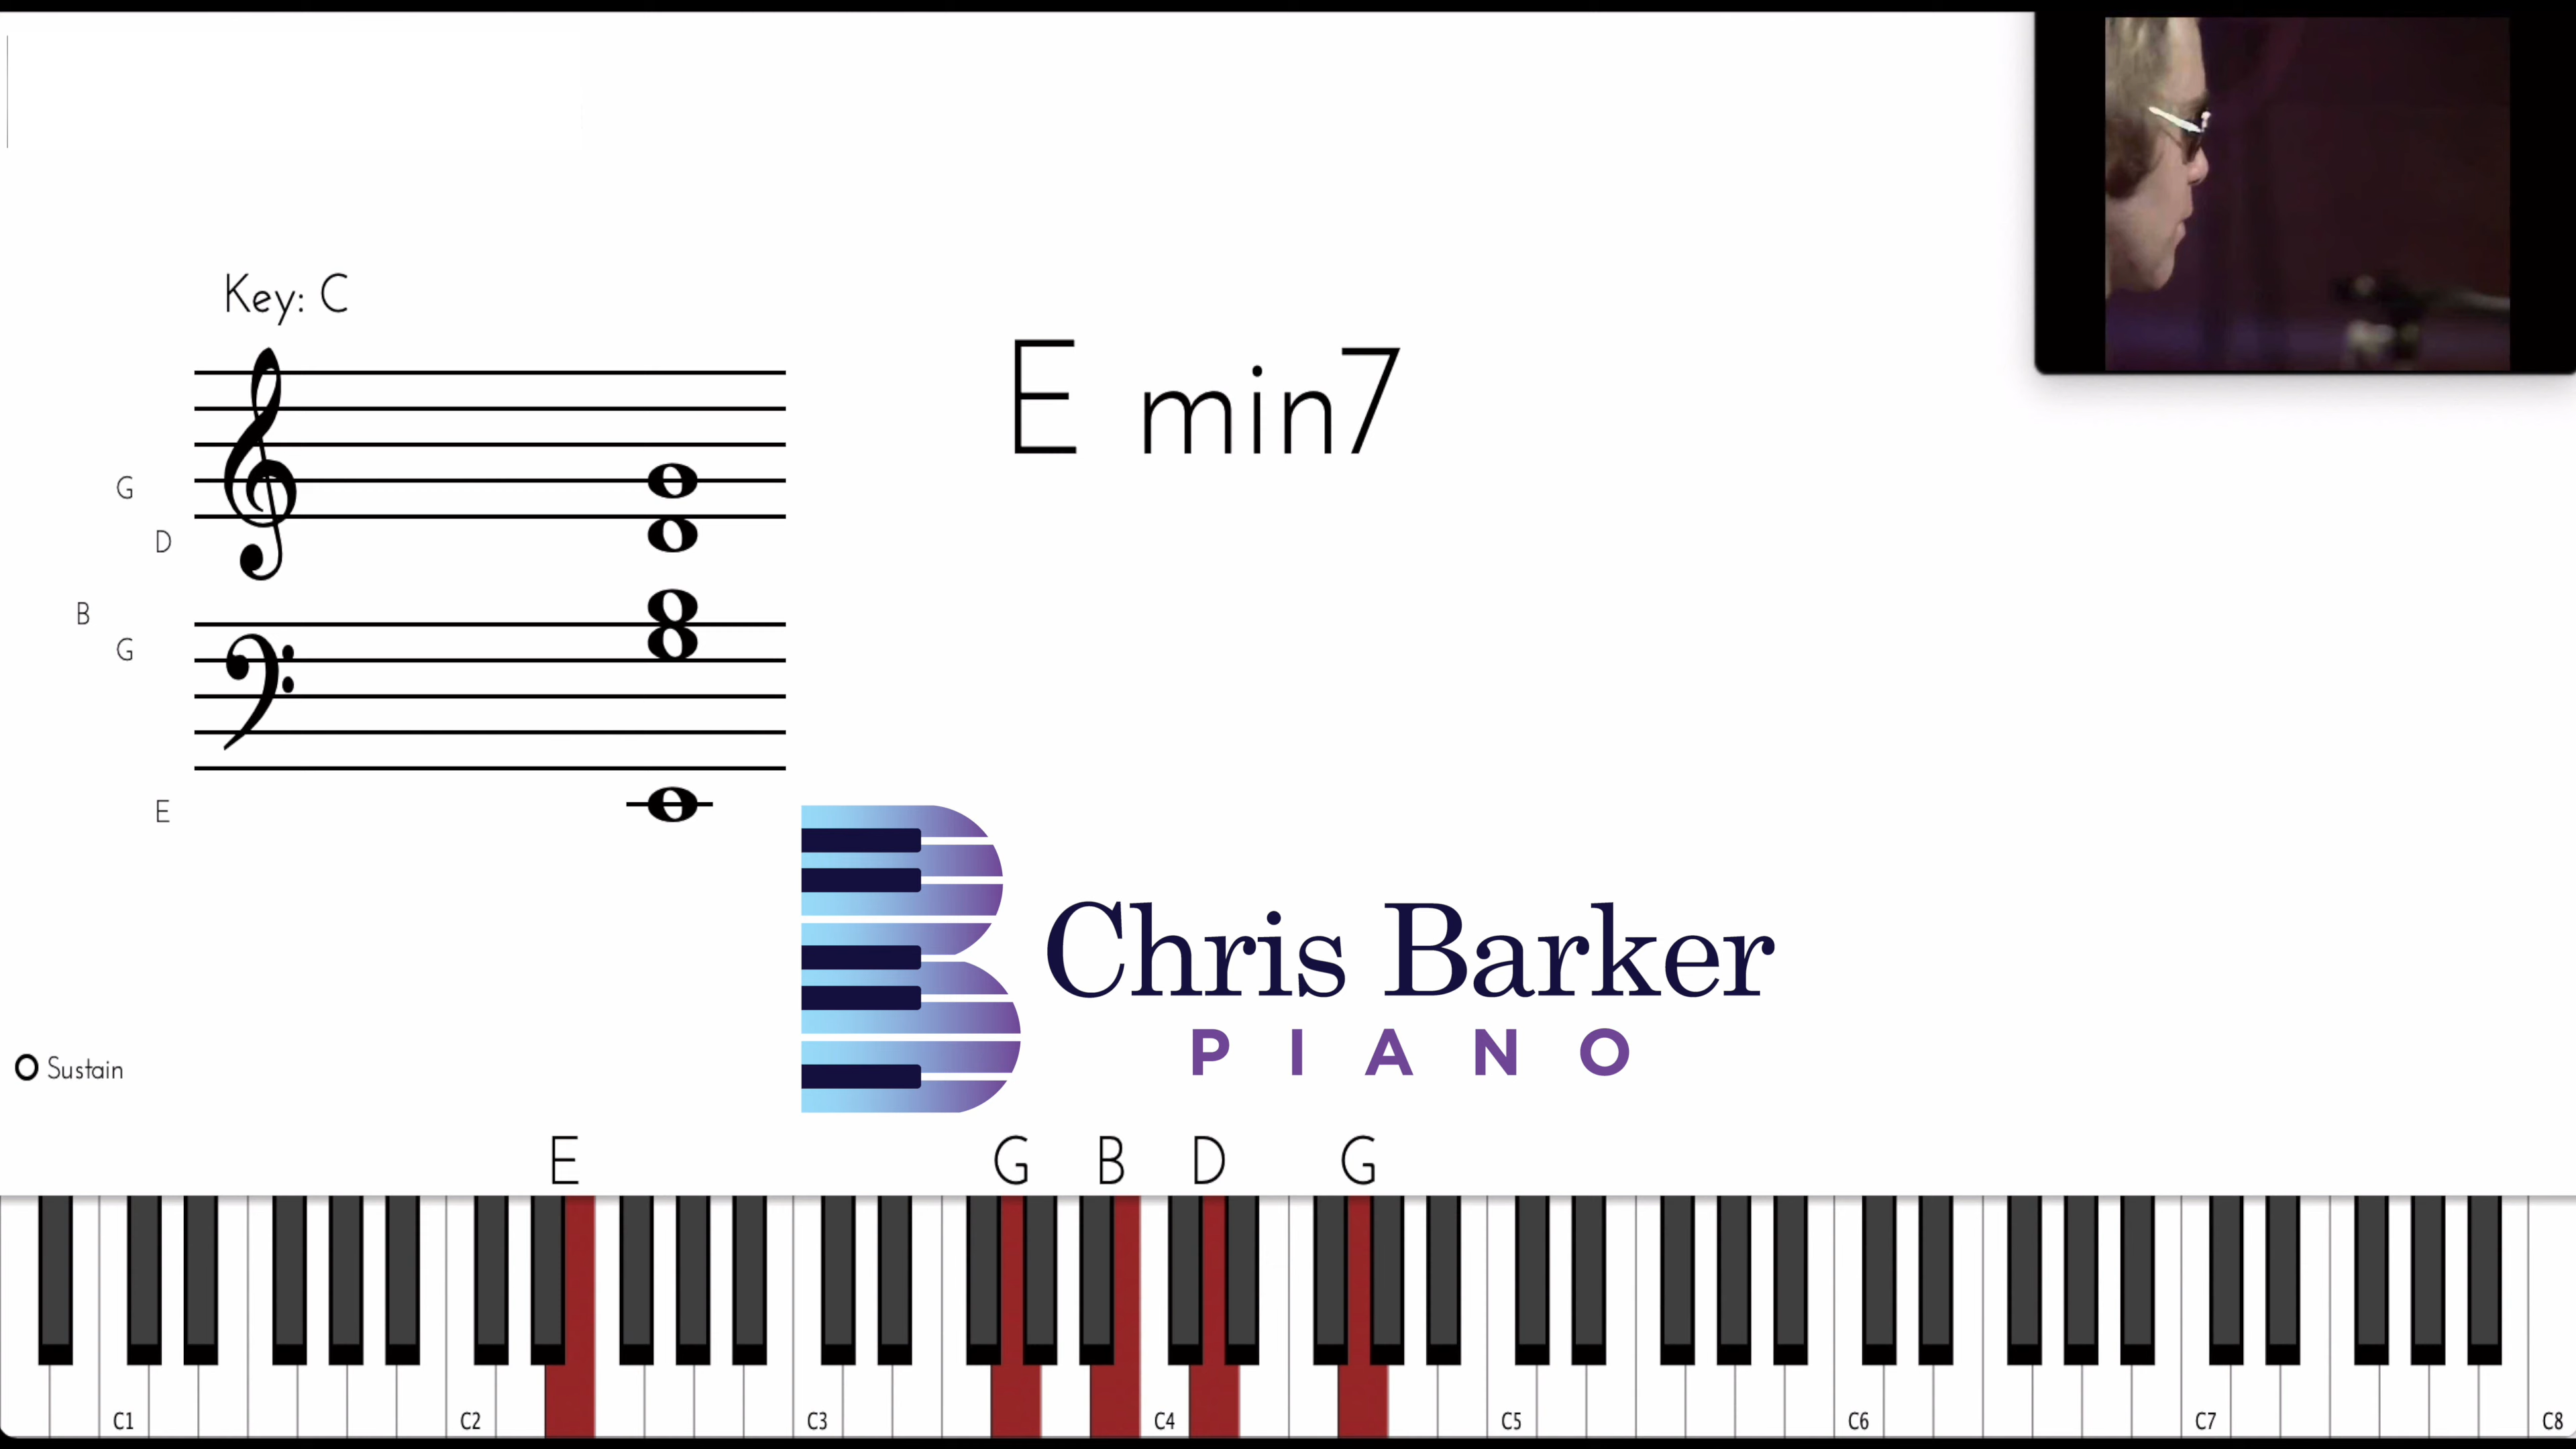 Key: C
E min7
G
D
B
G
E
Chris Barker
PIANO
Sustain
E G B D G
C1 C2 C3 C4 C5 C6 C7 C8